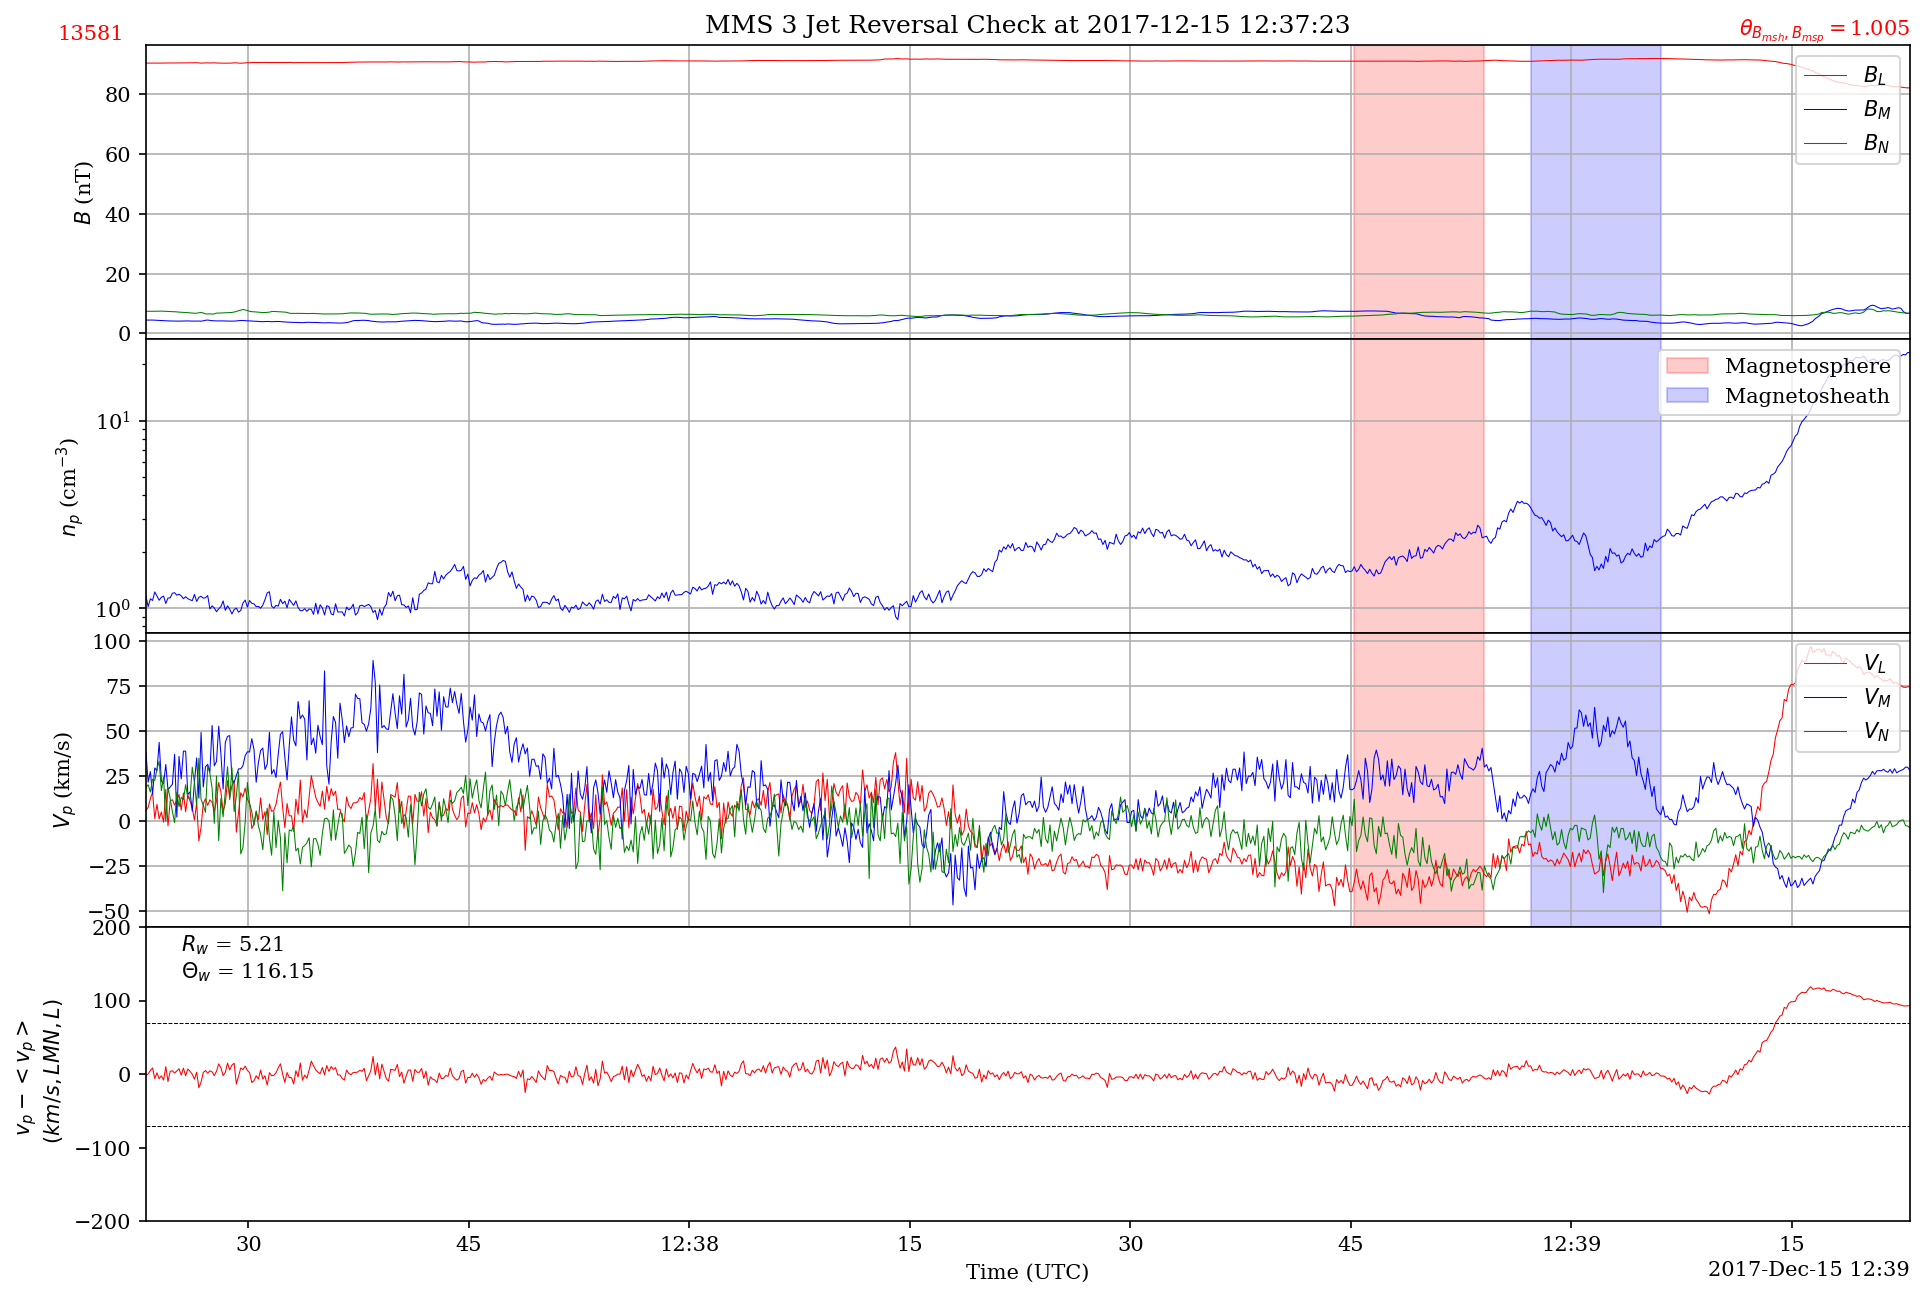 13581
MMS 3 Jet Reversal Check at 2017-12-15 12:37:23
θ_{B_{msh}, B_{msp}} = 1.005
B (nT)
80
60
40
20
0
B_L
B_M
B_N
n_p (cm^{−3})
10^1
10^0
Magnetosphere
Magnetosheath
V_p (km/s)
100
75
50
25
0
−25
−50
V_L
V_M
V_N
v_p − < v_p >
(km/s, LMN, L)
200
100
0
−100
−200
R_w = 5.21
Θ_w = 116.15
30 45 12:38 15 30 45 12:39 15
Time (UTC)
2017-Dec-15 12:39